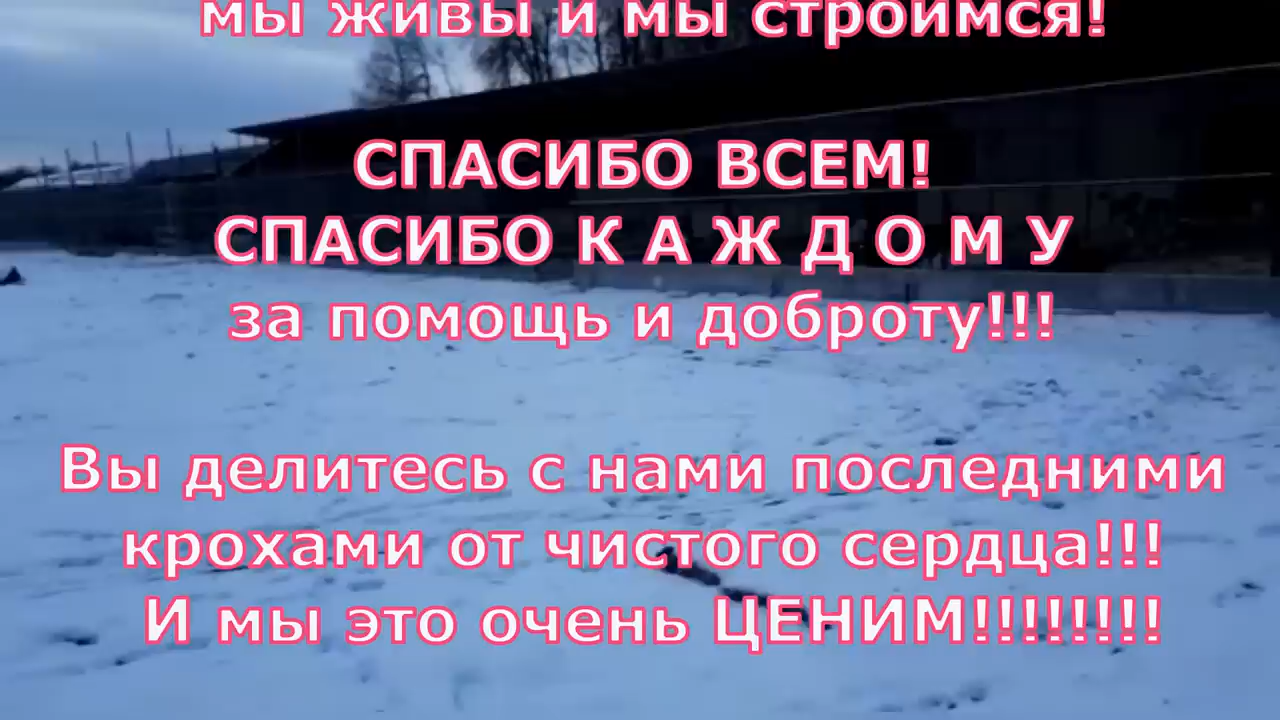 мы живы и мы строимся!
СПАСИБО ВСЕМ!
СПАСИБО К А Ж Д О М У
за помощь и доброту!!!
Вы делитесь с нами последними
крохами от чистого сердца!!!
И мы это очень ЦЕНИМ!!!!!!!!